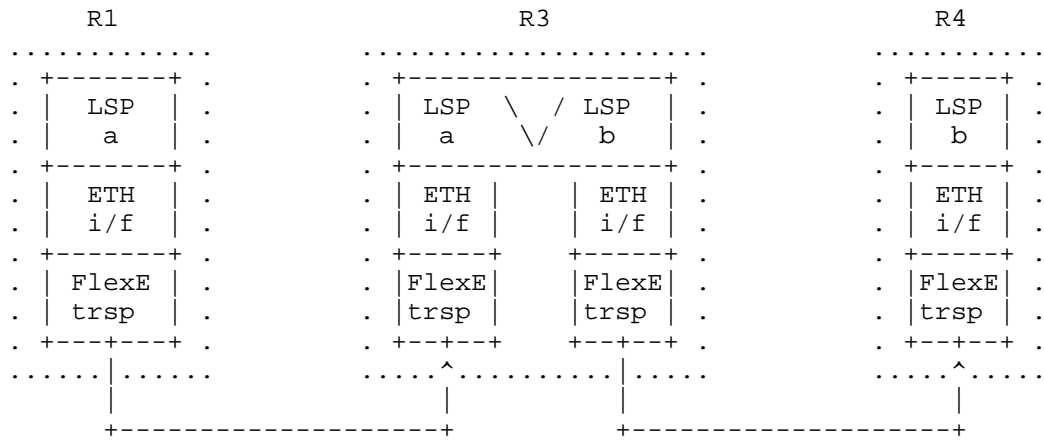 R1 R3 R4
LSP LSP \ / LSP LSP
a a \/ b b
ETH ETH ETH ETH
i/f i/f i/f i/f
FlexE FlexE FlexE FlexE
trsp trsp trsp trsp